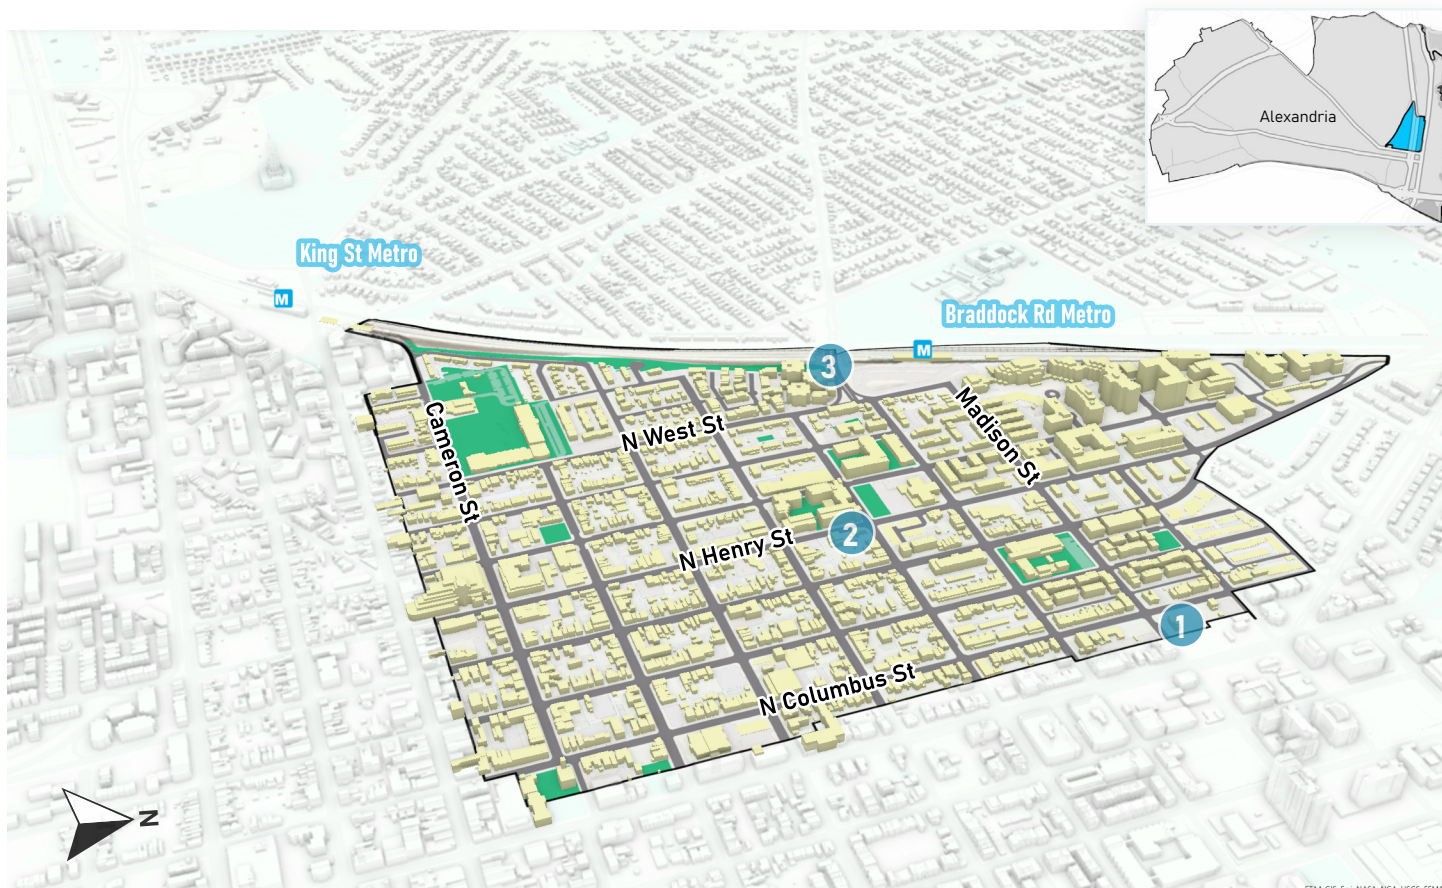 Alexandria
King St Metro
M
Braddock Rd Metro
M
3
Cameron St
N West St
Madison St
2
N Henry St
1
N Columbus St
N